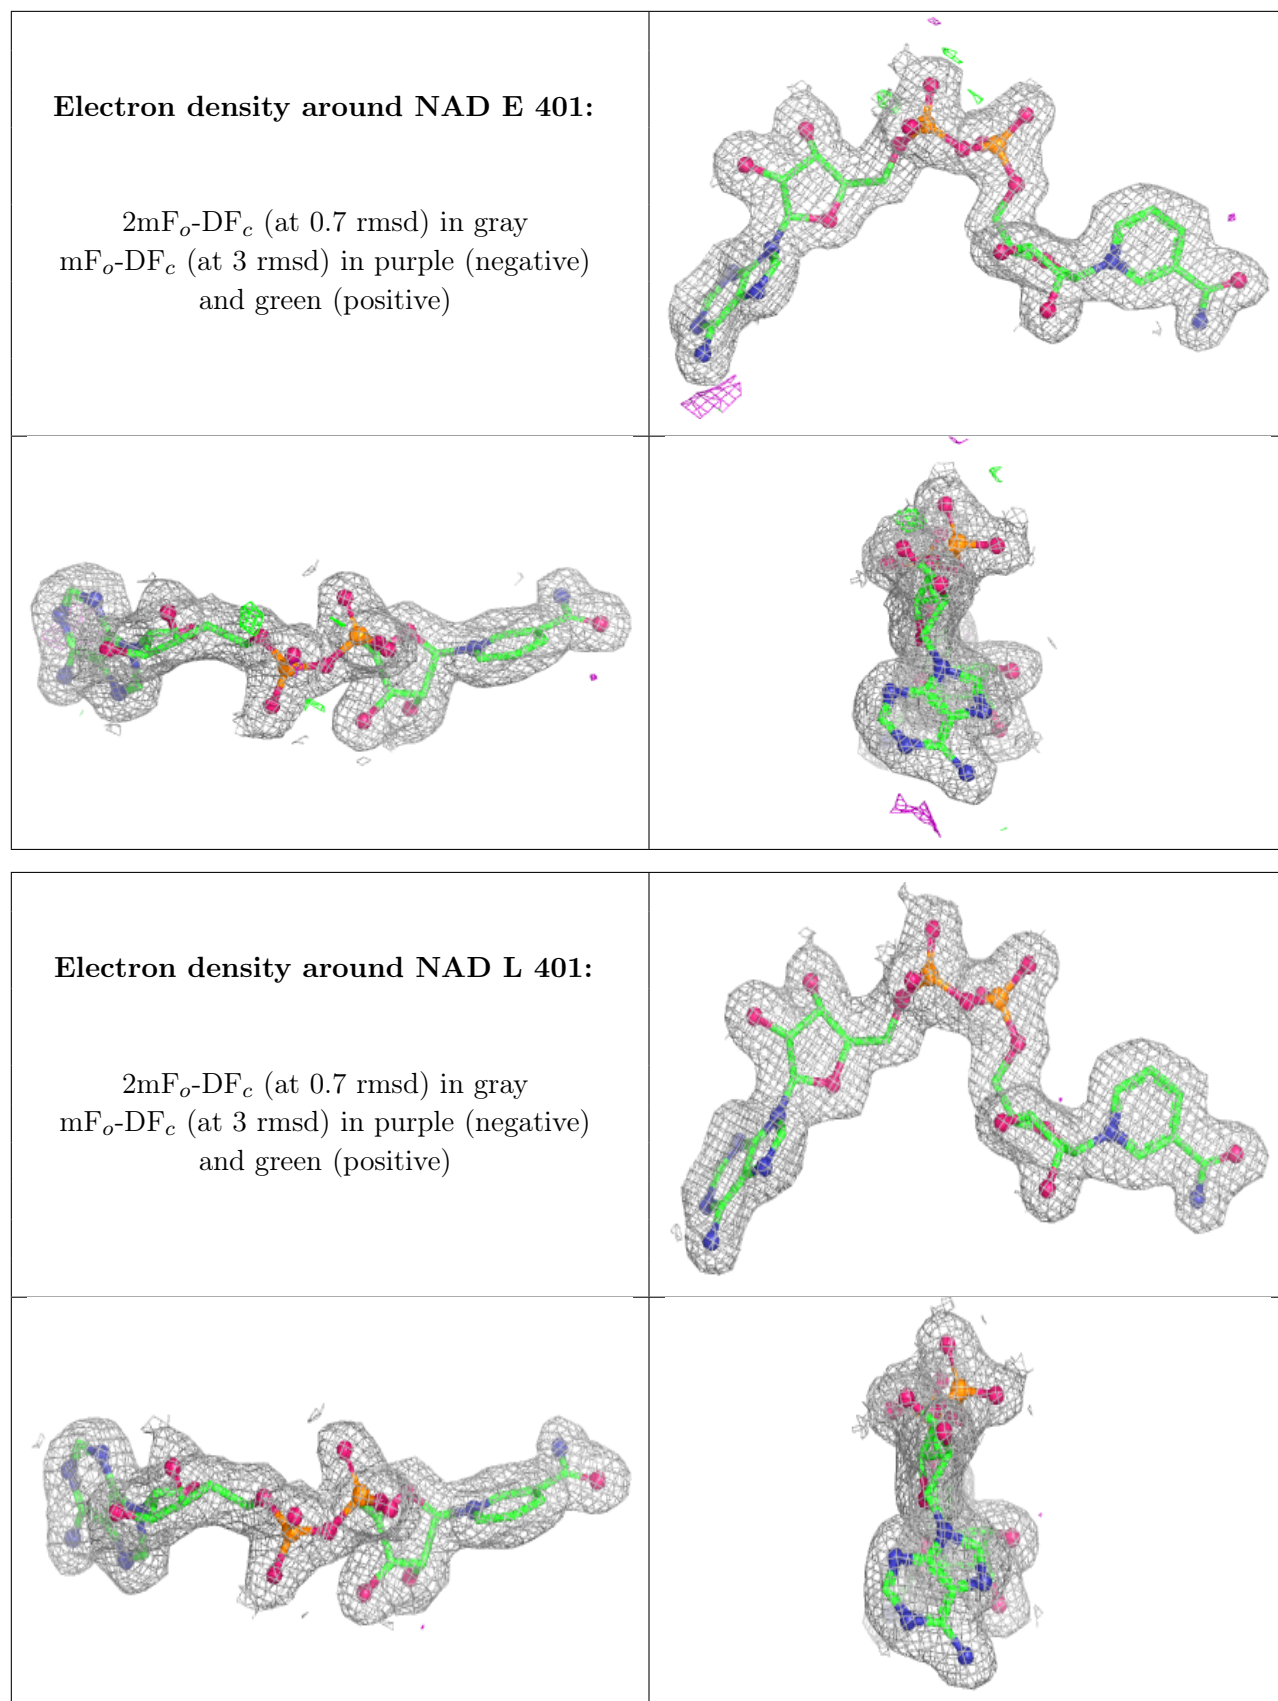 Electron density around NAD E 401:
2mFₒ-DF𝒸 (at 0.7 rmsd) in gray
mFₒ-DF𝒸 (at 3 rmsd) in purple (negative)
and green (positive)
Electron density around NAD L 401:
2mFₒ-DF𝒸 (at 0.7 rmsd) in gray
mFₒ-DF𝒸 (at 3 rmsd) in purple (negative)
and green (positive)